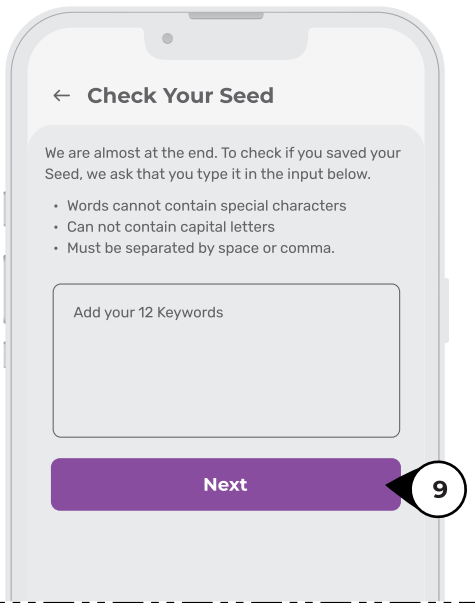 ← Check Your Seed
We are almost at the end. To check if you saved your
Seed, we ask that you type it in the input below.
• Words cannot contain special characters
• Can not contain capital letters
• Must be separated by space or comma.
Add your 12 Keywords
Next
9